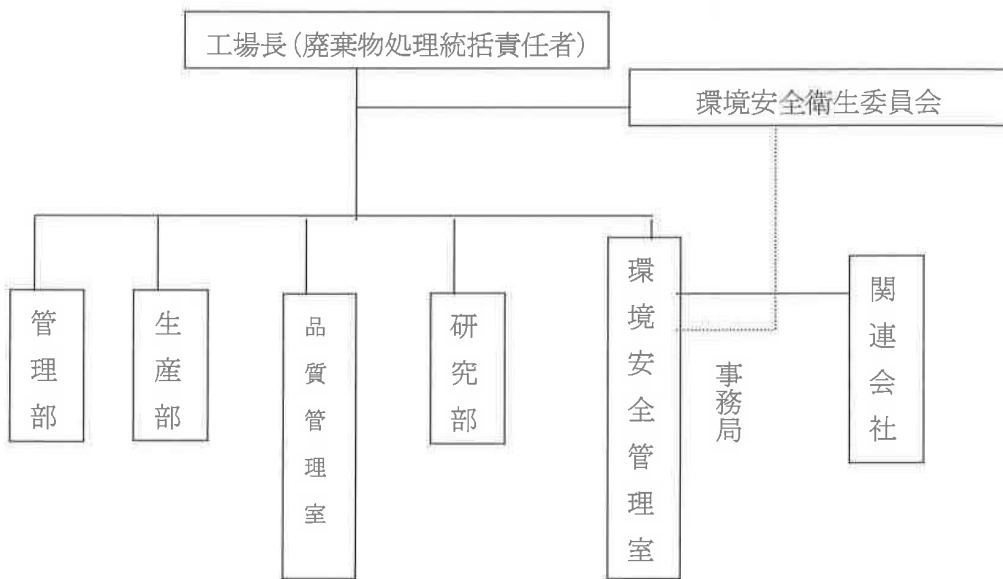 工場長(廃棄物処理統括責任者)
環境安全衛生委員会
管理部
生産部
品質管理室
研究部
環境安全管理室
事務局
関連会社